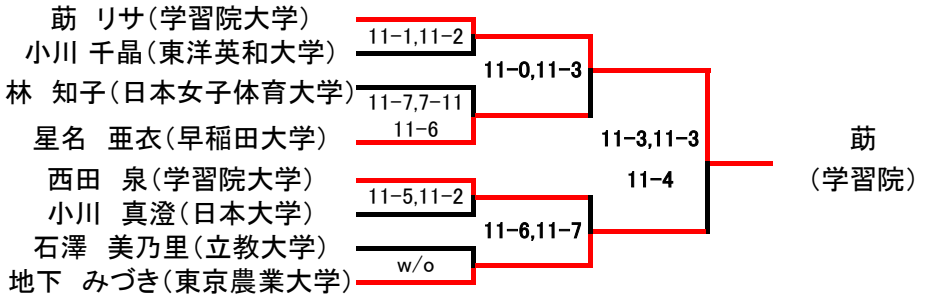 莇　リサ（学習院大学）
11-1,11-2
小川 千晶（東洋英和大学）
11-0,11-3
林　知子（日本女子体育大学）
11-7,7-11
11-6
星名　亜衣（早稲田大学）
11-3,11-3
11-4
莇
（学習院）
西田　泉（学習院大学）
11-5,11-2
小川　真澄（日本大学）
11-6,11-7
石澤　美乃里（立教大学）
w/o
地下　みづき（東京農業大学）